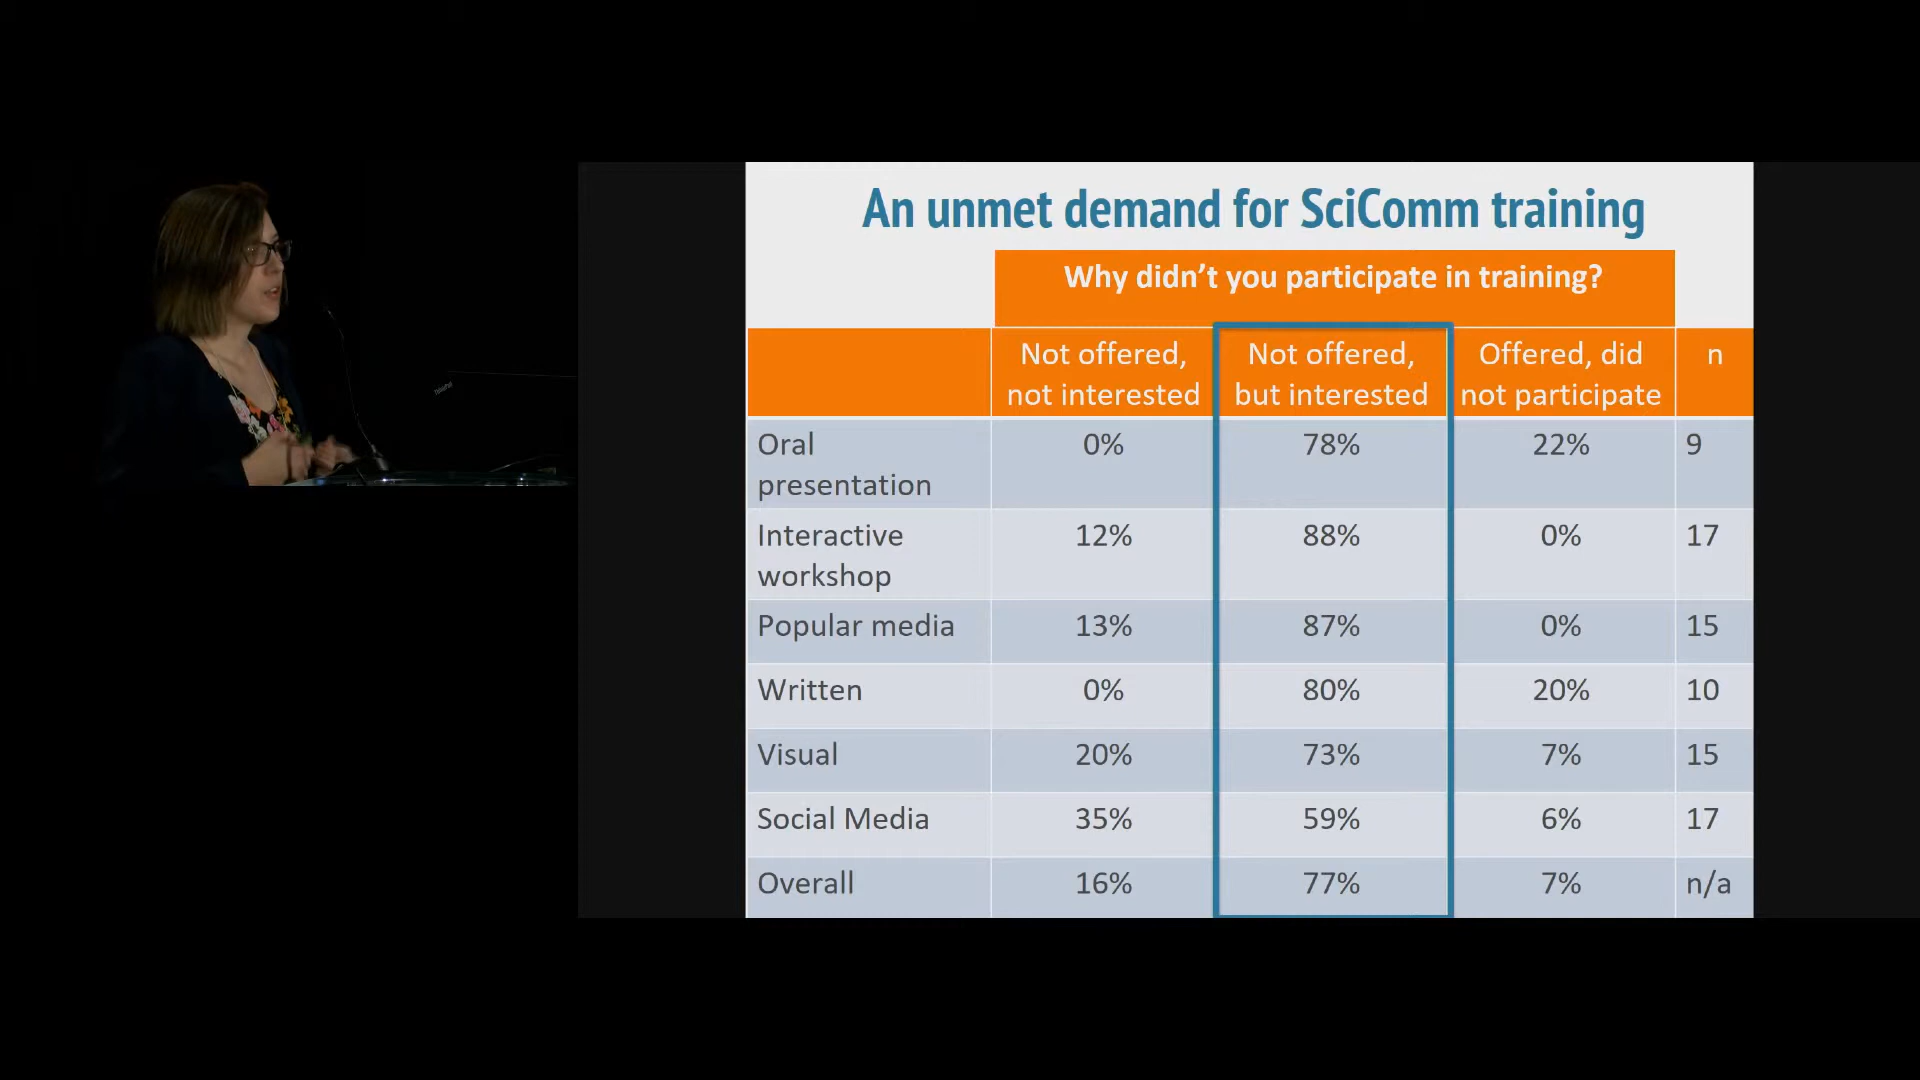 An unmet demand for SciComm training
Why didn't you participate in training?
Not offered, not interested
Not offered, but interested
Offered, did not participate
n
Oral presentation
0%
78%
22%
9
Interactive workshop
12%
88%
0%
17
Popular media
13%
87%
0%
15
Written
0%
80%
20%
10
Visual
20%
73%
7%
15
Social Media
35%
59%
6%
17
Overall
16%
77%
7%
n/a